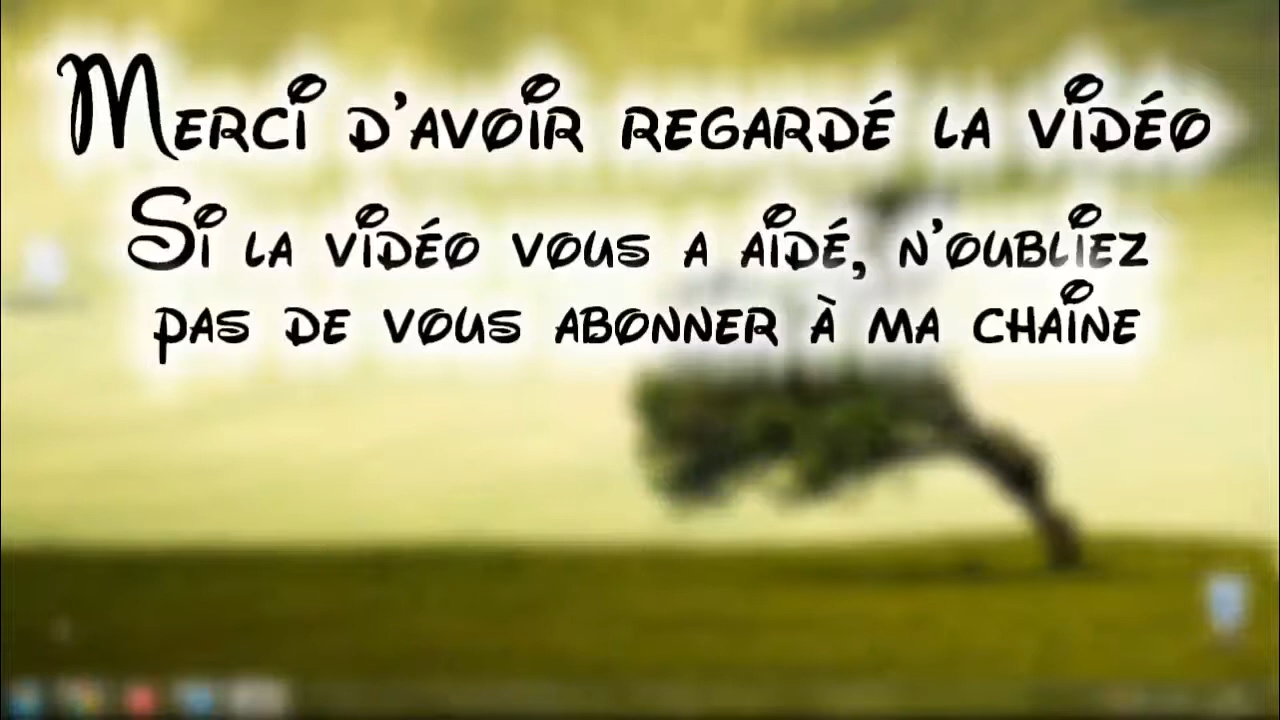 Merci d'avoir regardé la vidéo
Si la vidéo vous a aidé, n'oubliez
pas de vous abonner à ma chaine